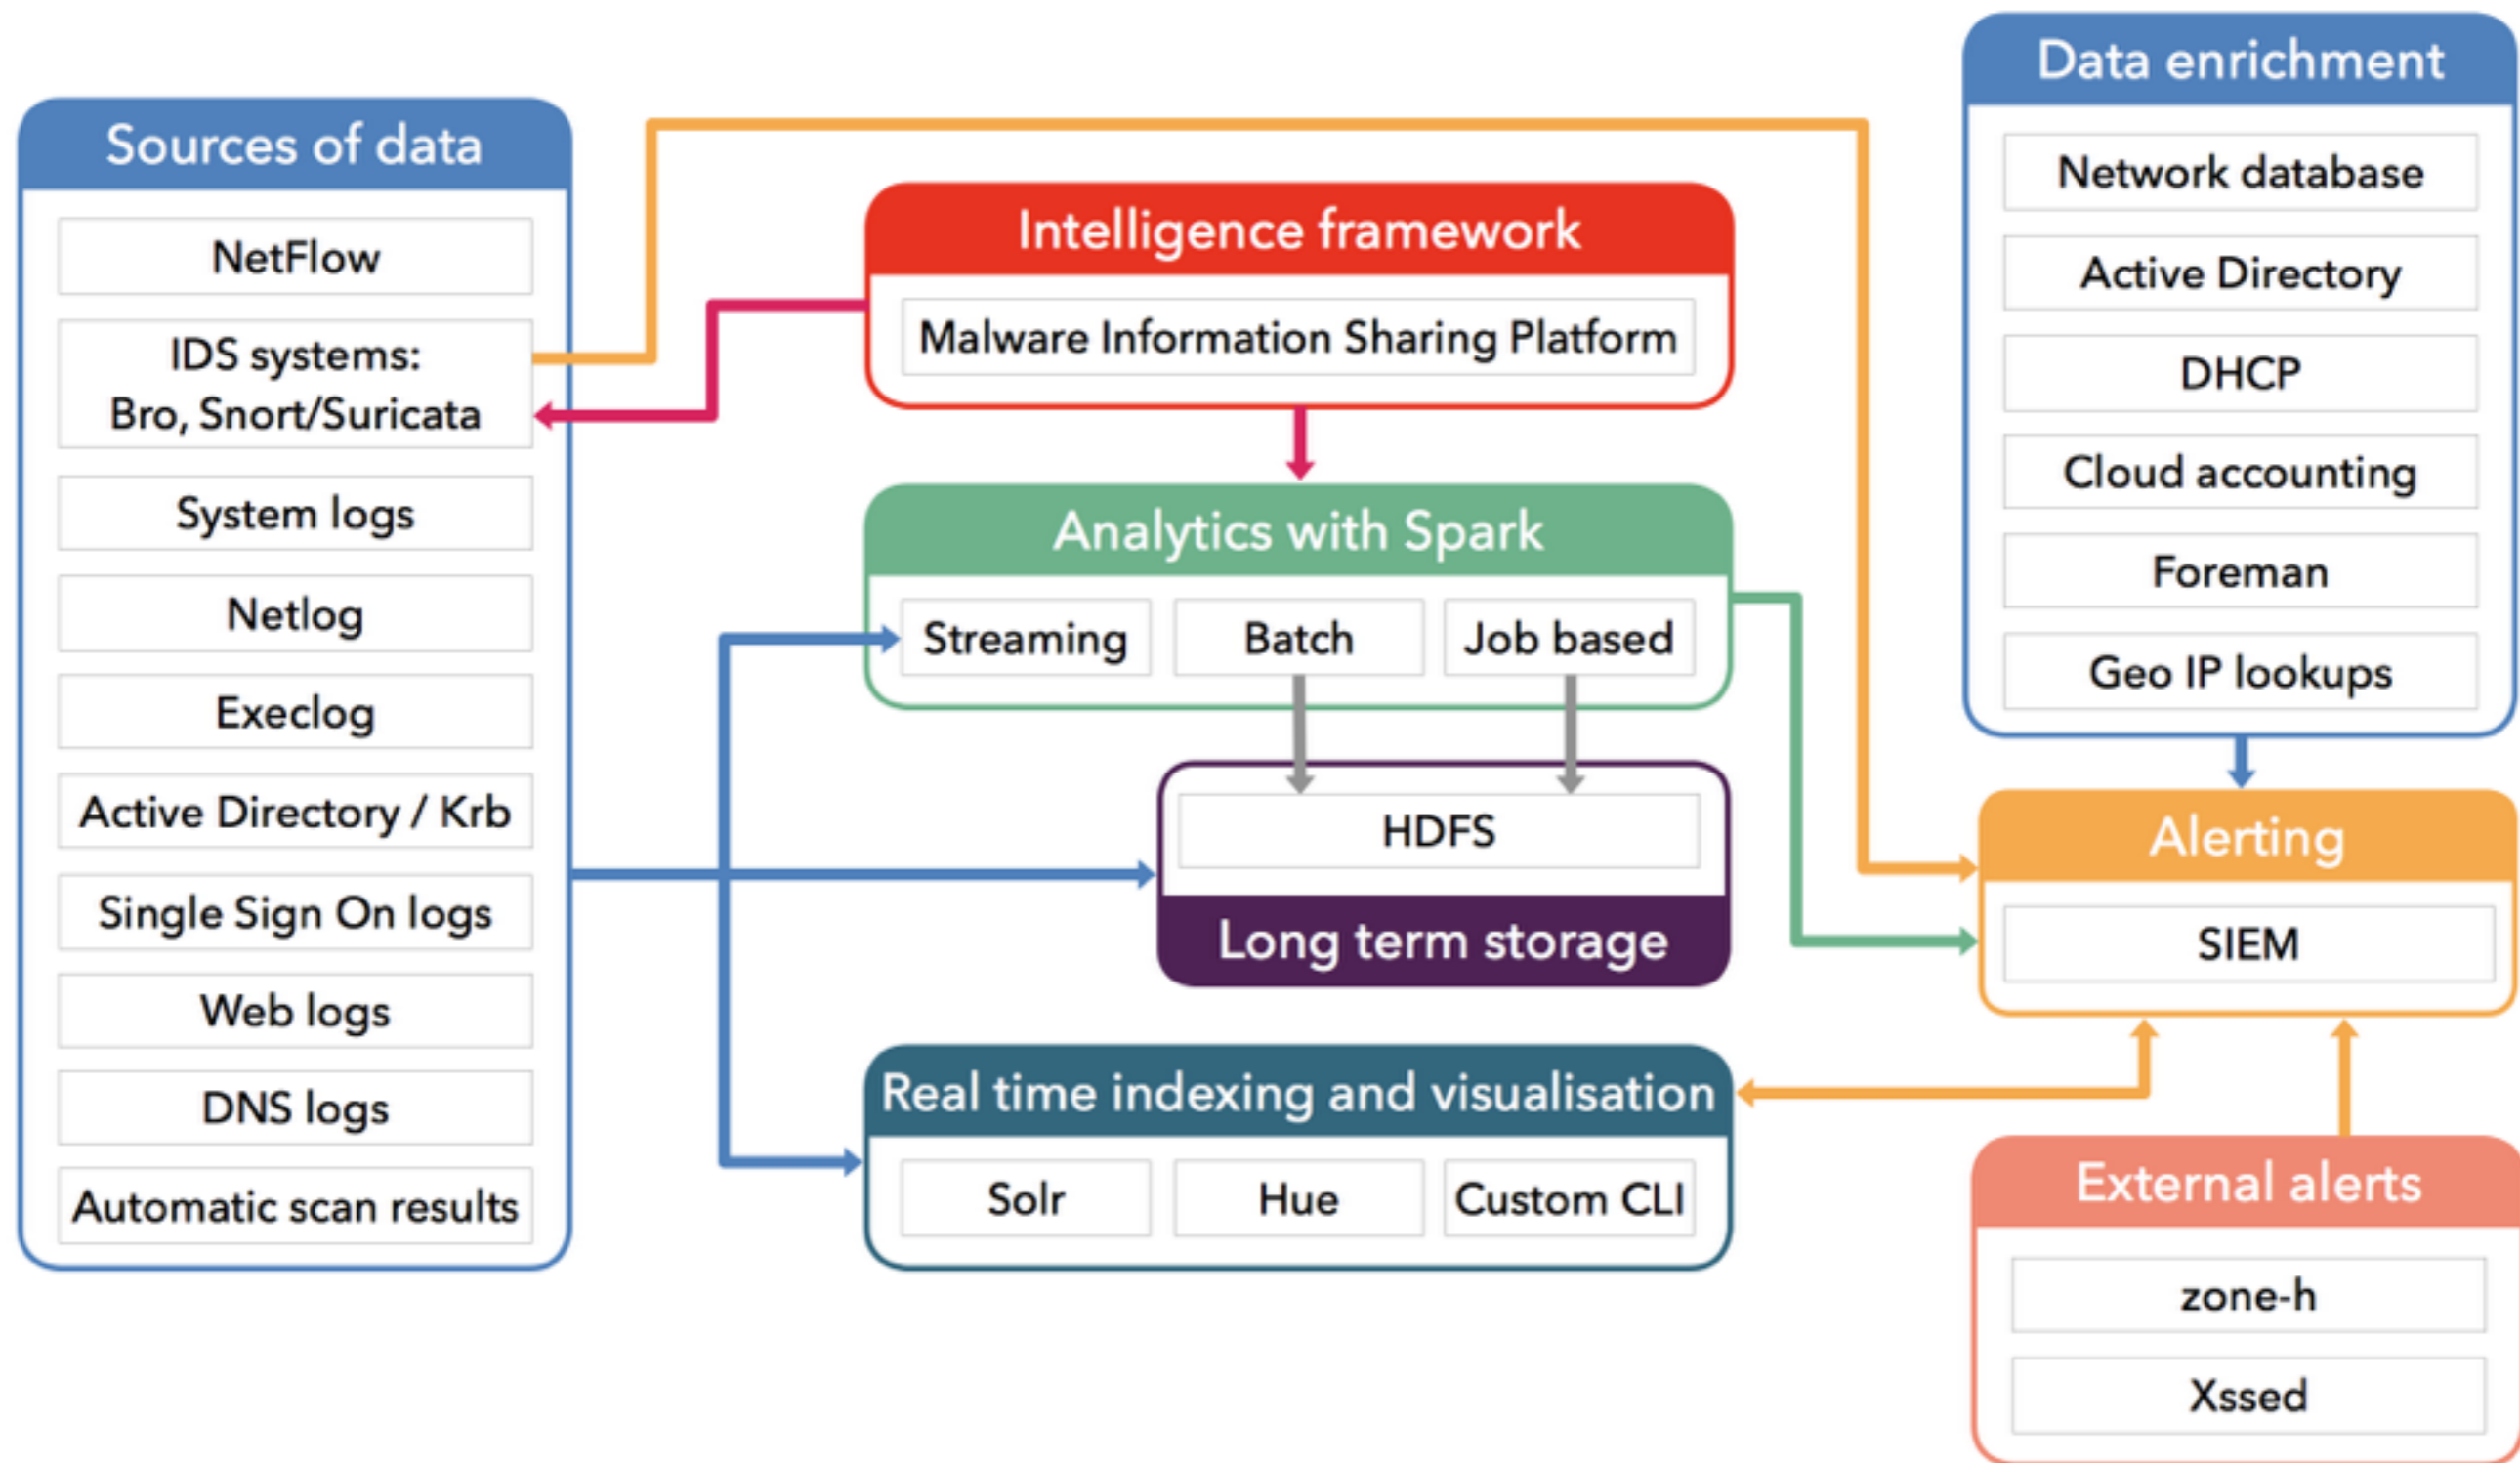 Sources of data
NetFlow
IDS systems:
Bro, Snort/Suricata
System logs
Netlog
Execlog
Active Directory / Krb
Single Sign On logs
Web logs
DNS logs
Automatic scan results
Intelligence framework
Malware Information Sharing Platform
Analytics with Spark
Streaming
Batch
Job based
HDFS
Long term storage
Real time indexing and visualisation
Solr
Hue
Custom CLI
Data enrichment
Network database
Active Directory
DHCP
Cloud accounting
Foreman
Geo IP lookups
Alerting
SIEM
External alerts
zone-h
Xssed